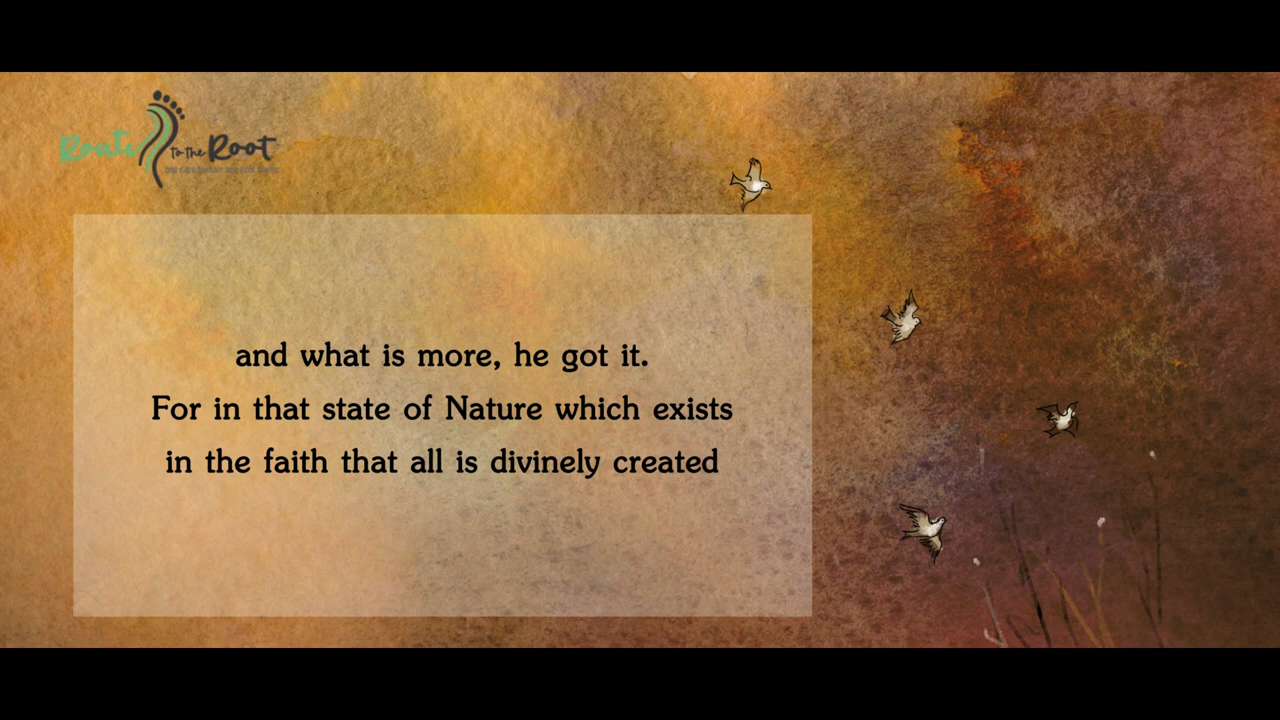 Route to the Root
and what is more, he got it.
For in that state of Nature which exists
in the faith that all is divinely created